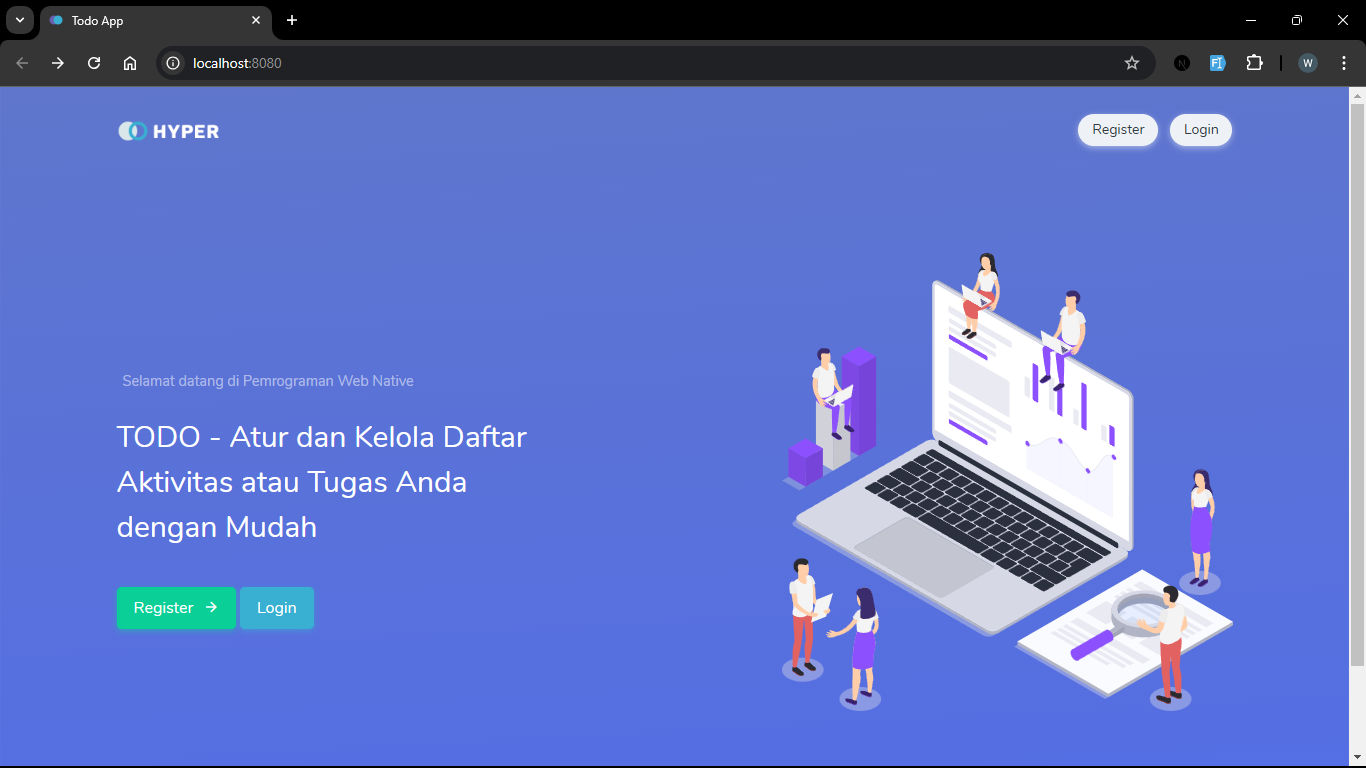 Todo App
localhost:8080
W
HYPER
Register
Login
Selamat datang di Pemrograman Web Native
TODO - Atur dan Kelola Daftar
Aktivitas atau Tugas Anda
dengan Mudah
Register
Login